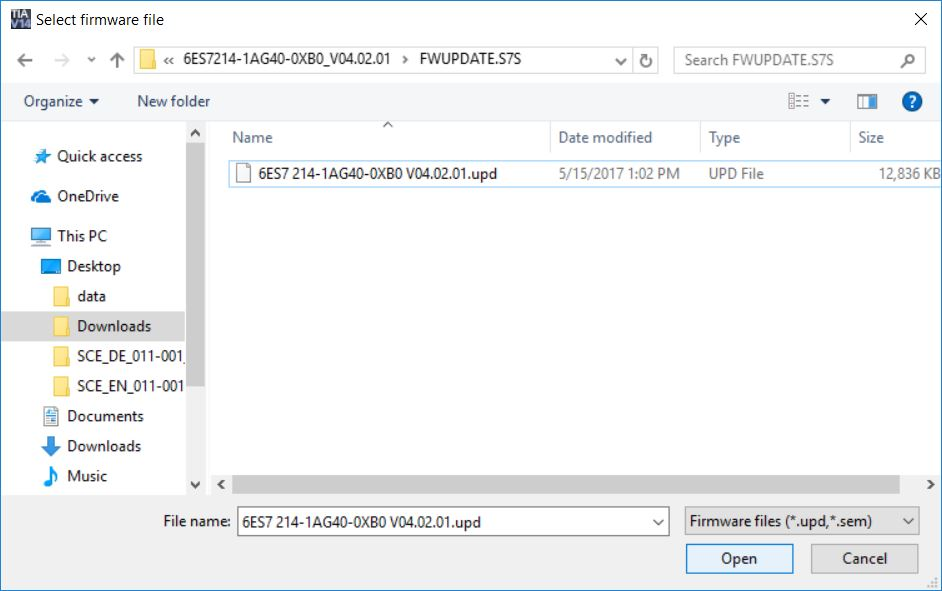 TIA V14 Select firmware file
« 6ES7214-1AG40-0XB0_V04.02.01 › FWUPDATE.S7S Search FWUPDATE.S7S
Organize New folder ?
Name Date modified Type Size
6ES7 214-1AG40-0XB0 V04.02.01.upd 5/15/2017 1:02 PM UPD File 12,836 KB
Quick access
OneDrive
This PC
Desktop
data
Downloads
SCE_DE_011-001_
SCE_EN_011-001
Documents
Downloads
Music
File name: 6ES7 214-1AG40-0XB0 V04.02.01.upd Firmware files (*.upd,*.sem)
Open Cancel